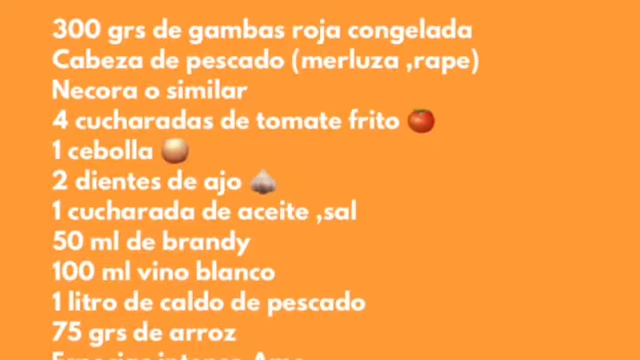 300 grs de gambas roja congelada
Cabeza de pescado (merluza ,rape)
Necora o similar
4 cucharadas de tomate frito 🍅
1 cebolla 🧅
2 dientes de ajo 🧄
1 cucharada de aceite ,sal
50 ml de brandy
100 ml vino blanco
1 litro de caldo de pescado
75 grs de arroz